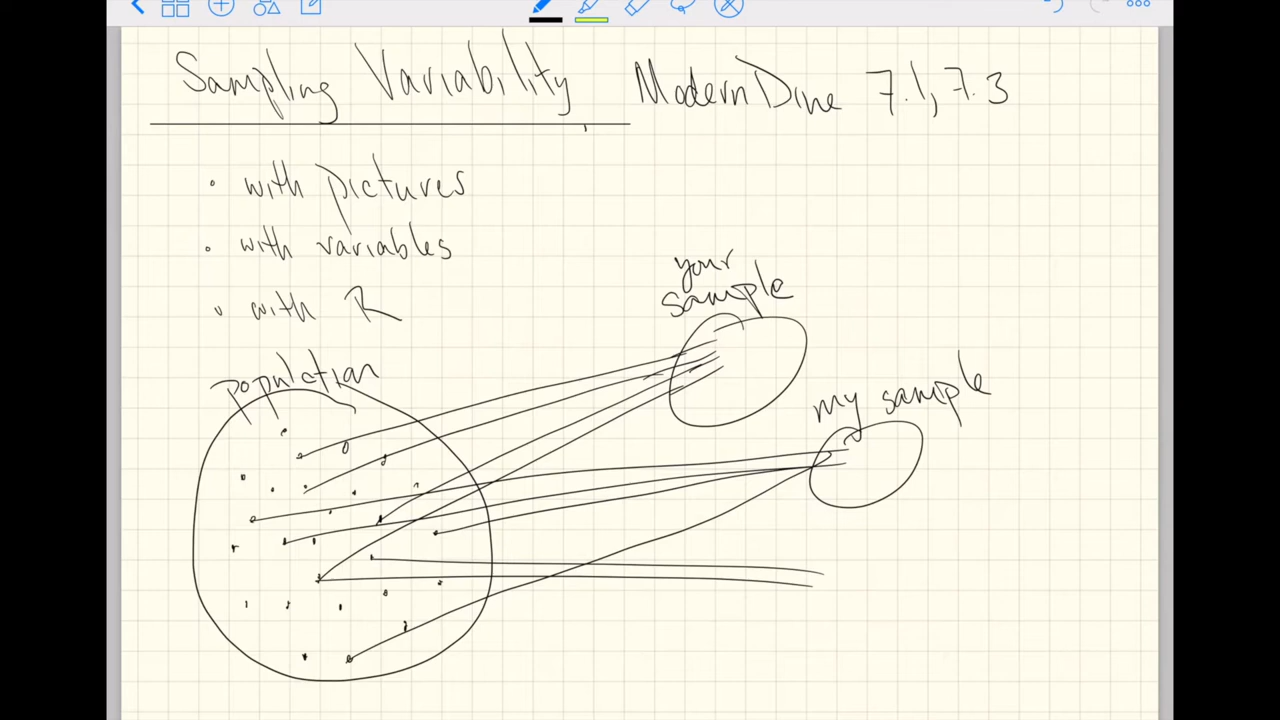 Sampling Variability ModernDive 7.1, 7.3
• with pictures
• with variables
• with R
your
sample
population
my sample